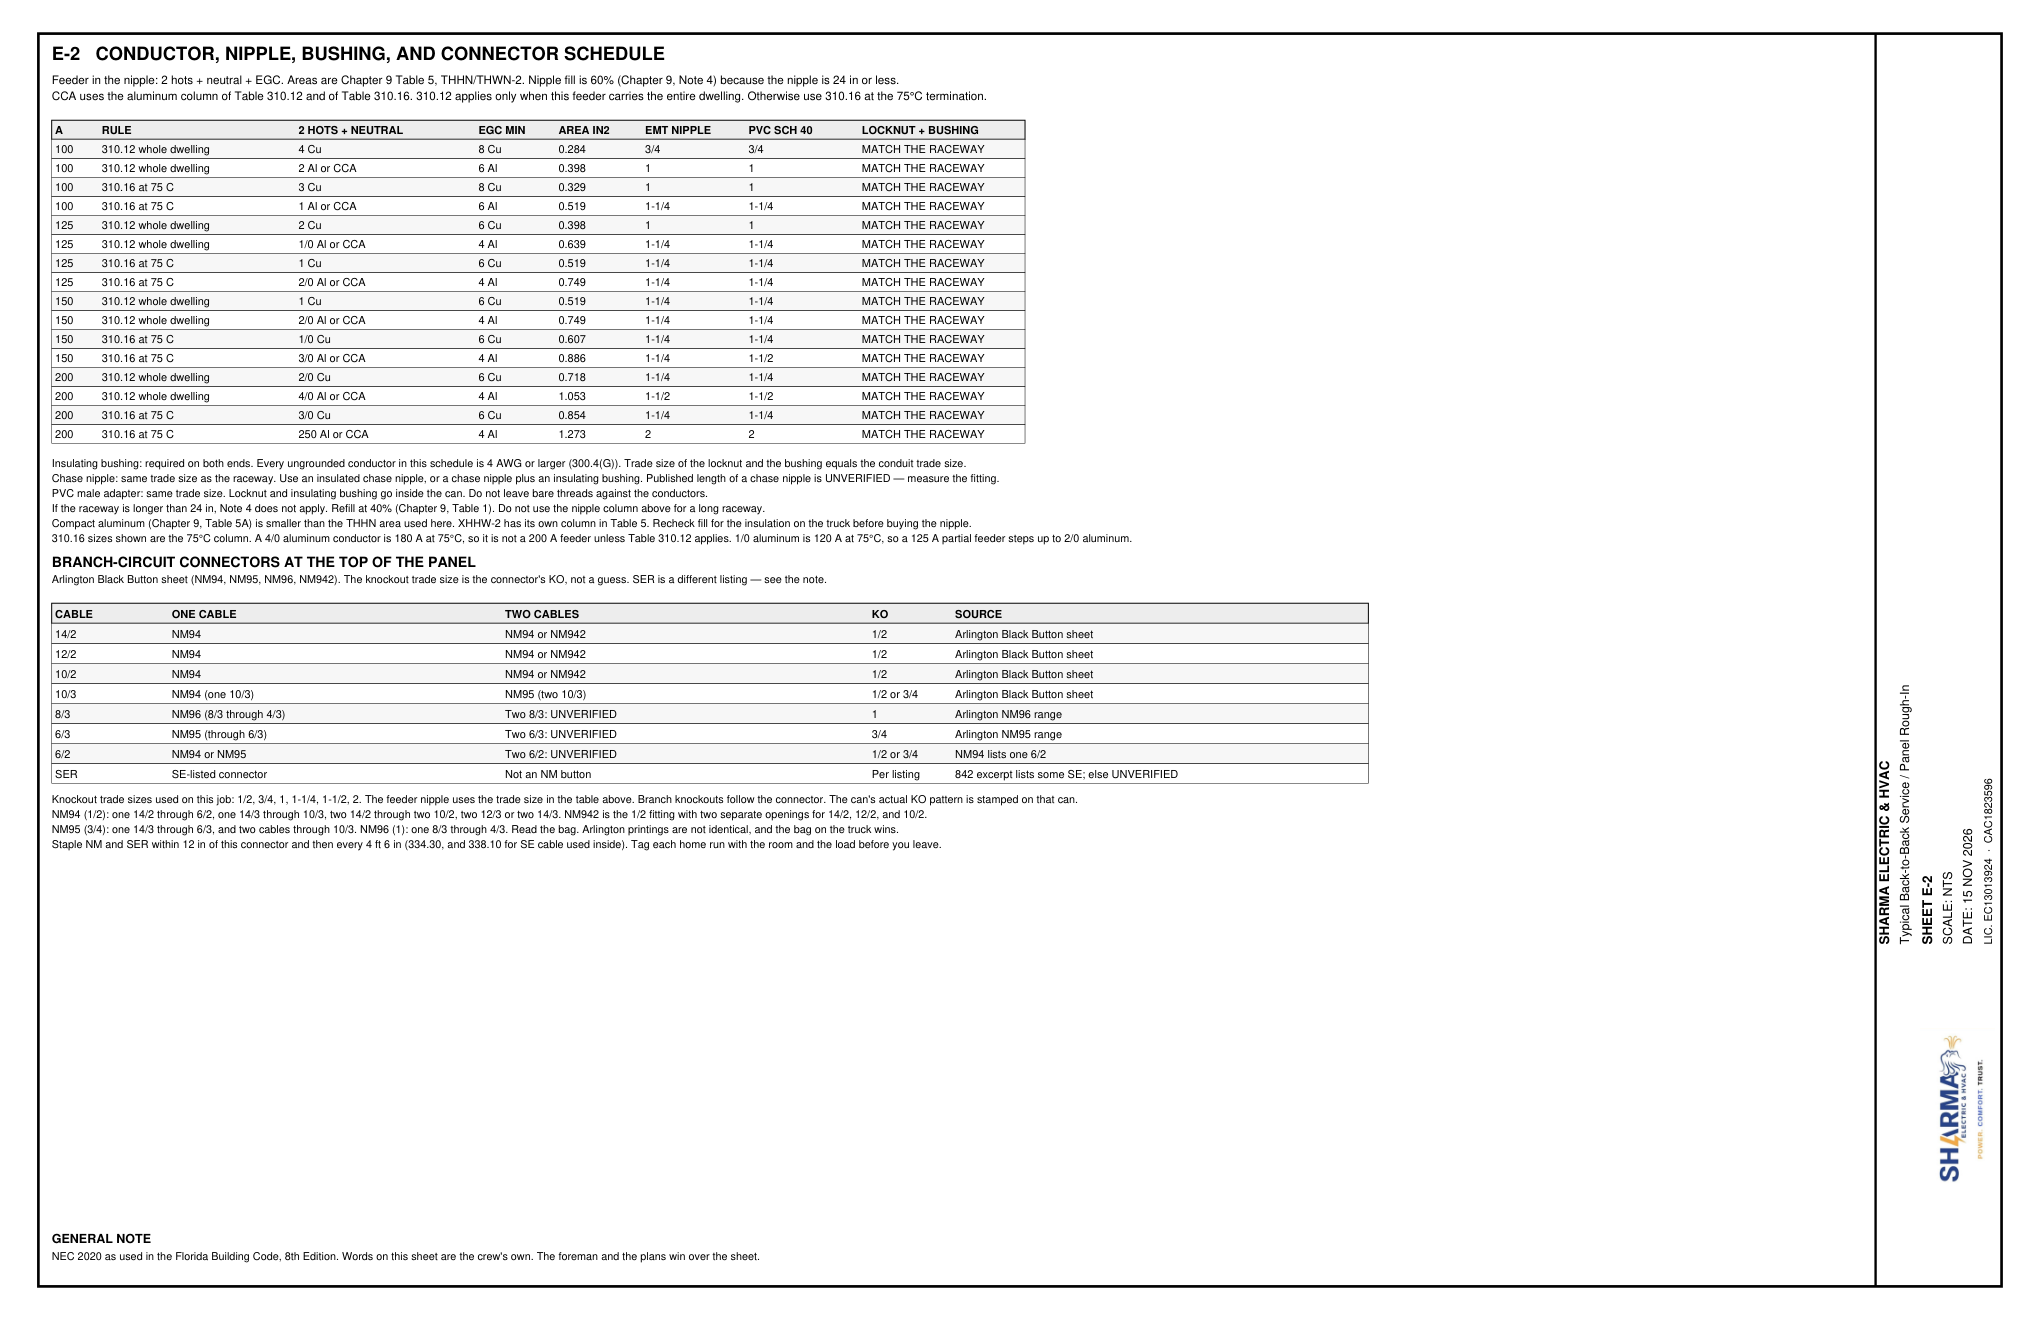 E-2 CONDUCTOR, NIPPLE, BUSHING, AND CONNECTOR SCHEDULE
Feeder in the nipple: 2 hots + neutral + EGC. Areas are Chapter 9 Table 5, THHN/THWN-2. Nipple fill is 60% (Chapter 9, Note 4) because the nipple is 24 in or less.
CCA uses the aluminum column of Table 310.12 and of Table 310.16. 310.12 applies only when this feeder carries the entire dwelling. Otherwise use 310.16 at the 75°C termination.
A RULE 2 HOTS + NEUTRAL EGC MIN AREA IN2 EMT NIPPLE PVC SCH 40 LOCKNUT + BUSHING
100 310.12 whole dwelling 4 Cu 8 Cu 0.284 3/4 3/4 MATCH THE RACEWAY
100 310.12 whole dwelling 2 Al or CCA 6 Al 0.398 1 1 MATCH THE RACEWAY
100 310.16 at 75 C 3 Cu 8 Cu 0.329 1 1 MATCH THE RACEWAY
100 310.16 at 75 C 1 Al or CCA 6 Al 0.519 1-1/4 1-1/4 MATCH THE RACEWAY
125 310.12 whole dwelling 2 Cu 6 Cu 0.398 1 1 MATCH THE RACEWAY
125 310.12 whole dwelling 1/0 Al or CCA 4 Al 0.639 1-1/4 1-1/4 MATCH THE RACEWAY
125 310.16 at 75 C 1 Cu 6 Cu 0.519 1-1/4 1-1/4 MATCH THE RACEWAY
125 310.16 at 75 C 2/0 Al or CCA 4 Al 0.749 1-1/4 1-1/4 MATCH THE RACEWAY
150 310.12 whole dwelling 1 Cu 6 Cu 0.519 1-1/4 1-1/4 MATCH THE RACEWAY
150 310.12 whole dwelling 2/0 Al or CCA 4 Al 0.749 1-1/4 1-1/4 MATCH THE RACEWAY
150 310.16 at 75 C 1/0 Cu 6 Cu 0.607 1-1/4 1-1/4 MATCH THE RACEWAY
150 310.16 at 75 C 3/0 Al or CCA 4 Al 0.886 1-1/4 1-1/2 MATCH THE RACEWAY
200 310.12 whole dwelling 2/0 Cu 6 Cu 0.718 1-1/4 1-1/4 MATCH THE RACEWAY
200 310.12 whole dwelling 4/0 Al or CCA 4 Al 1.053 1-1/2 1-1/2 MATCH THE RACEWAY
200 310.16 at 75 C 3/0 Cu 6 Cu 0.854 1-1/4 1-1/4 MATCH THE RACEWAY
200 310.16 at 75 C 250 Al or CCA 4 Al 1.273 2 2 MATCH THE RACEWAY
Insulating bushing: required on both ends. Every ungrounded conductor in this schedule is 4 AWG or larger (300.4(G)). Trade size of the locknut and the bushing equals the conduit trade size.
Chase nipple: same trade size as the raceway. Use an insulated chase nipple, or a chase nipple plus an insulating bushing. Published length of a chase nipple is UNVERIFIED — measure the fitting.
PVC male adapter: same trade size. Locknut and insulating bushing go inside the can. Do not leave bare threads against the conductors.
If the raceway is longer than 24 in, Note 4 does not apply. Refill at 40% (Chapter 9, Table 1). Do not use the nipple column above for a long raceway.
Compact aluminum (Chapter 9, Table 5A) is smaller than the THHN area used here. XHHW-2 has its own column in Table 5. Recheck fill for the insulation on the truck before buying the nipple.
310.16 sizes shown are the 75°C column. A 4/0 aluminum conductor is 180 A at 75°C, so it is not a 200 A feeder unless Table 310.12 applies. 1/0 aluminum is 120 A at 75°C, so a 125 A partial feeder steps up to 2/0 aluminum.
BRANCH-CIRCUIT CONNECTORS AT THE TOP OF THE PANEL
Arlington Black Button sheet (NM94, NM95, NM96, NM942). The knockout trade size is the connector's KO, not a guess. SER is a different listing — see the note.
CABLE ONE CABLE TWO CABLES KO SOURCE
14/2 NM94 NM94 or NM942 1/2 Arlington Black Button sheet
12/2 NM94 NM94 or NM942 1/2 Arlington Black Button sheet
10/2 NM94 NM94 or NM942 1/2 Arlington Black Button sheet
10/3 NM94 (one 10/3) NM95 (two 10/3) 1/2 or 3/4 Arlington Black Button sheet
8/3 NM96 (8/3 through 4/3) Two 8/3: UNVERIFIED 1 Arlington NM96 range
6/3 NM95 (through 6/3) Two 6/3: UNVERIFIED 3/4 Arlington NM95 range
6/2 NM94 or NM95 Two 6/2: UNVERIFIED 1/2 or 3/4 NM94 lists one 6/2
SER SE-listed connector Not an NM button Per listing 842 excerpt lists some SE; else UNVERIFIED
Knockout trade sizes used on this job: 1/2, 3/4, 1, 1-1/4, 1-1/2, 2. The feeder nipple uses the trade size in the table above. Branch knockouts follow the connector. The can's actual KO pattern is stamped on that can.
NM94 (1/2): one 14/2 through 6/2, one 14/3 through 10/3, two 14/2 through two 10/2, two 12/3 or two 14/3. NM942 is the 1/2 fitting with two separate openings for 14/2, 12/2, and 10/2.
NM95 (3/4): one 14/3 through 6/3, and two cables through 10/3. NM96 (1): one 8/3 through 4/3. Read the bag. Arlington printings are not identical, and the bag on the truck wins.
Staple NM and SER within 12 in of this connector and then every 4 ft 6 in (334.30, and 338.10 for SE cable used inside). Tag each home run with the room and the load before you leave.
GENERAL NOTE
NEC 2020 as used in the Florida Building Code, 8th Edition. Words on this sheet are the crew's own. The foreman and the plans win over the sheet.
SHARMA ELECTRIC & HVAC
Typical Back-to-Back Service / Panel Rough-In
SHEET E-2
SCALE: NTS
DATE: 15 NOV 2026
LIC. EC13013924 · CAC1823596
SHARMA
ELECTRIC & HVAC
POWER. COMFORT. TRUST.